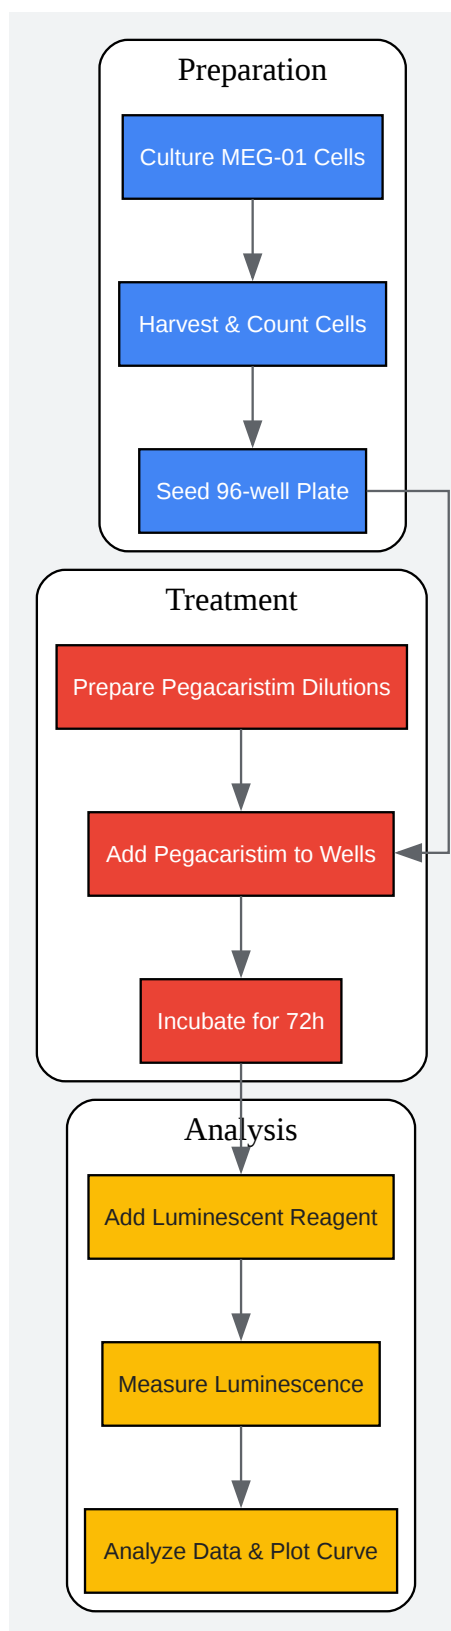 Preparation
Culture MEG-01 Cells
Harvest & Count Cells
Seed 96-well Plate
Treatment
Prepare Pegacaristim Dilutions
Add Pegacaristim to Wells
Incubate for 72h
Analysis
Add Luminescent Reagent
Measure Luminescence
Analyze Data & Plot Curve